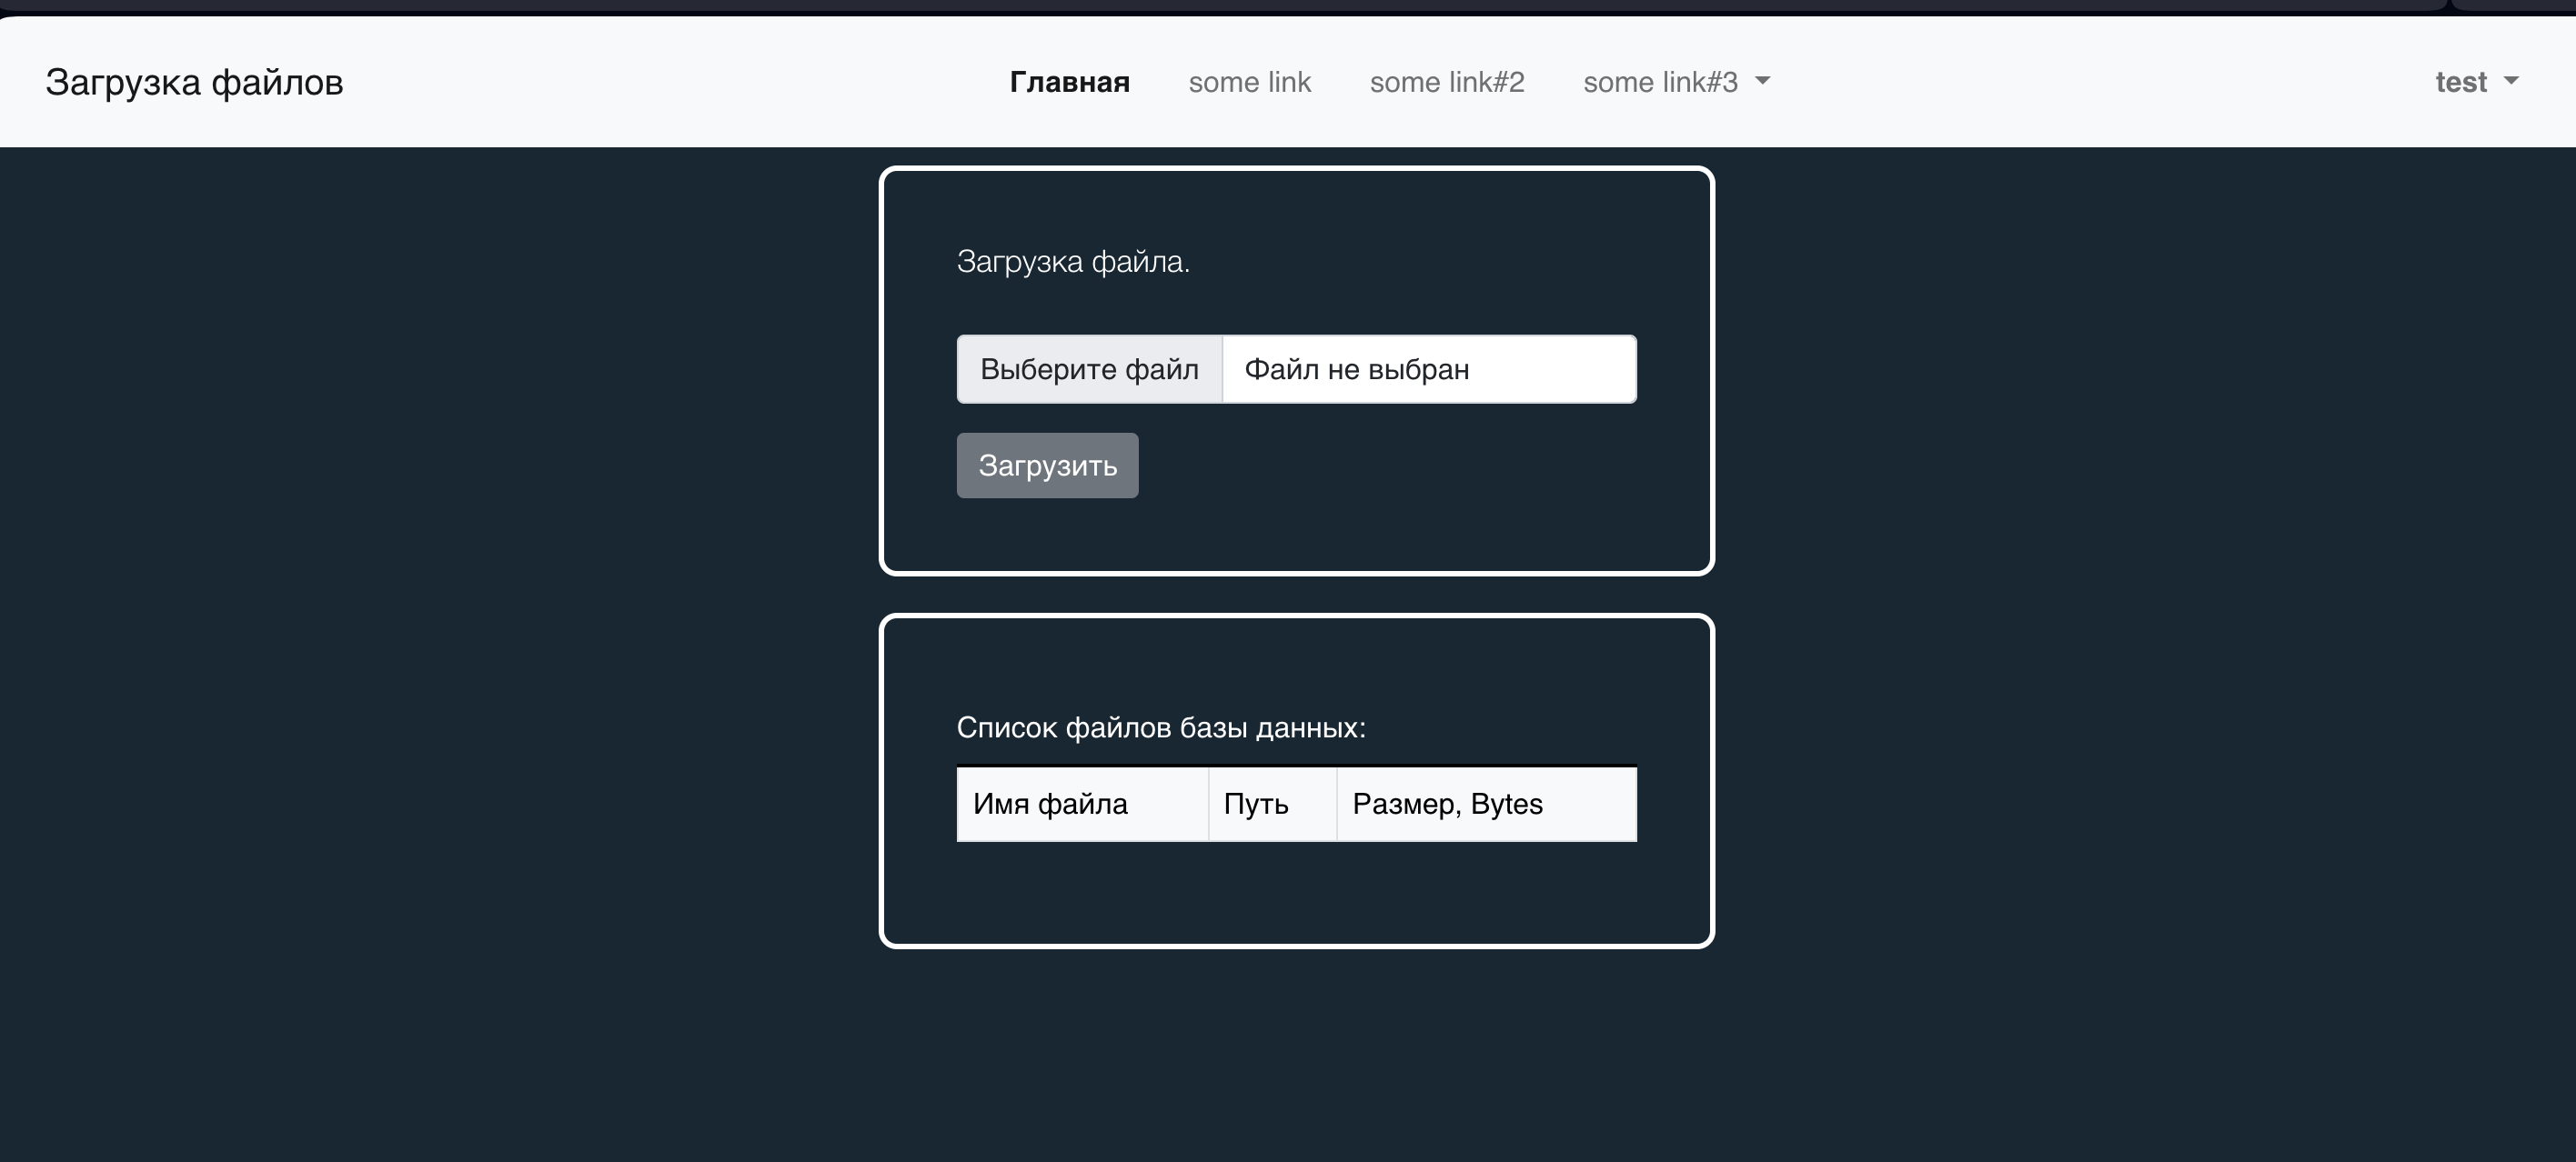 Загрузка файлов Главная some link some link#2 some link#3 test
Загрузка файла.
Выберите файл Файл не выбран
Загрузить
Список файлов базы данных:
Имя файла Путь Размер, Bytes